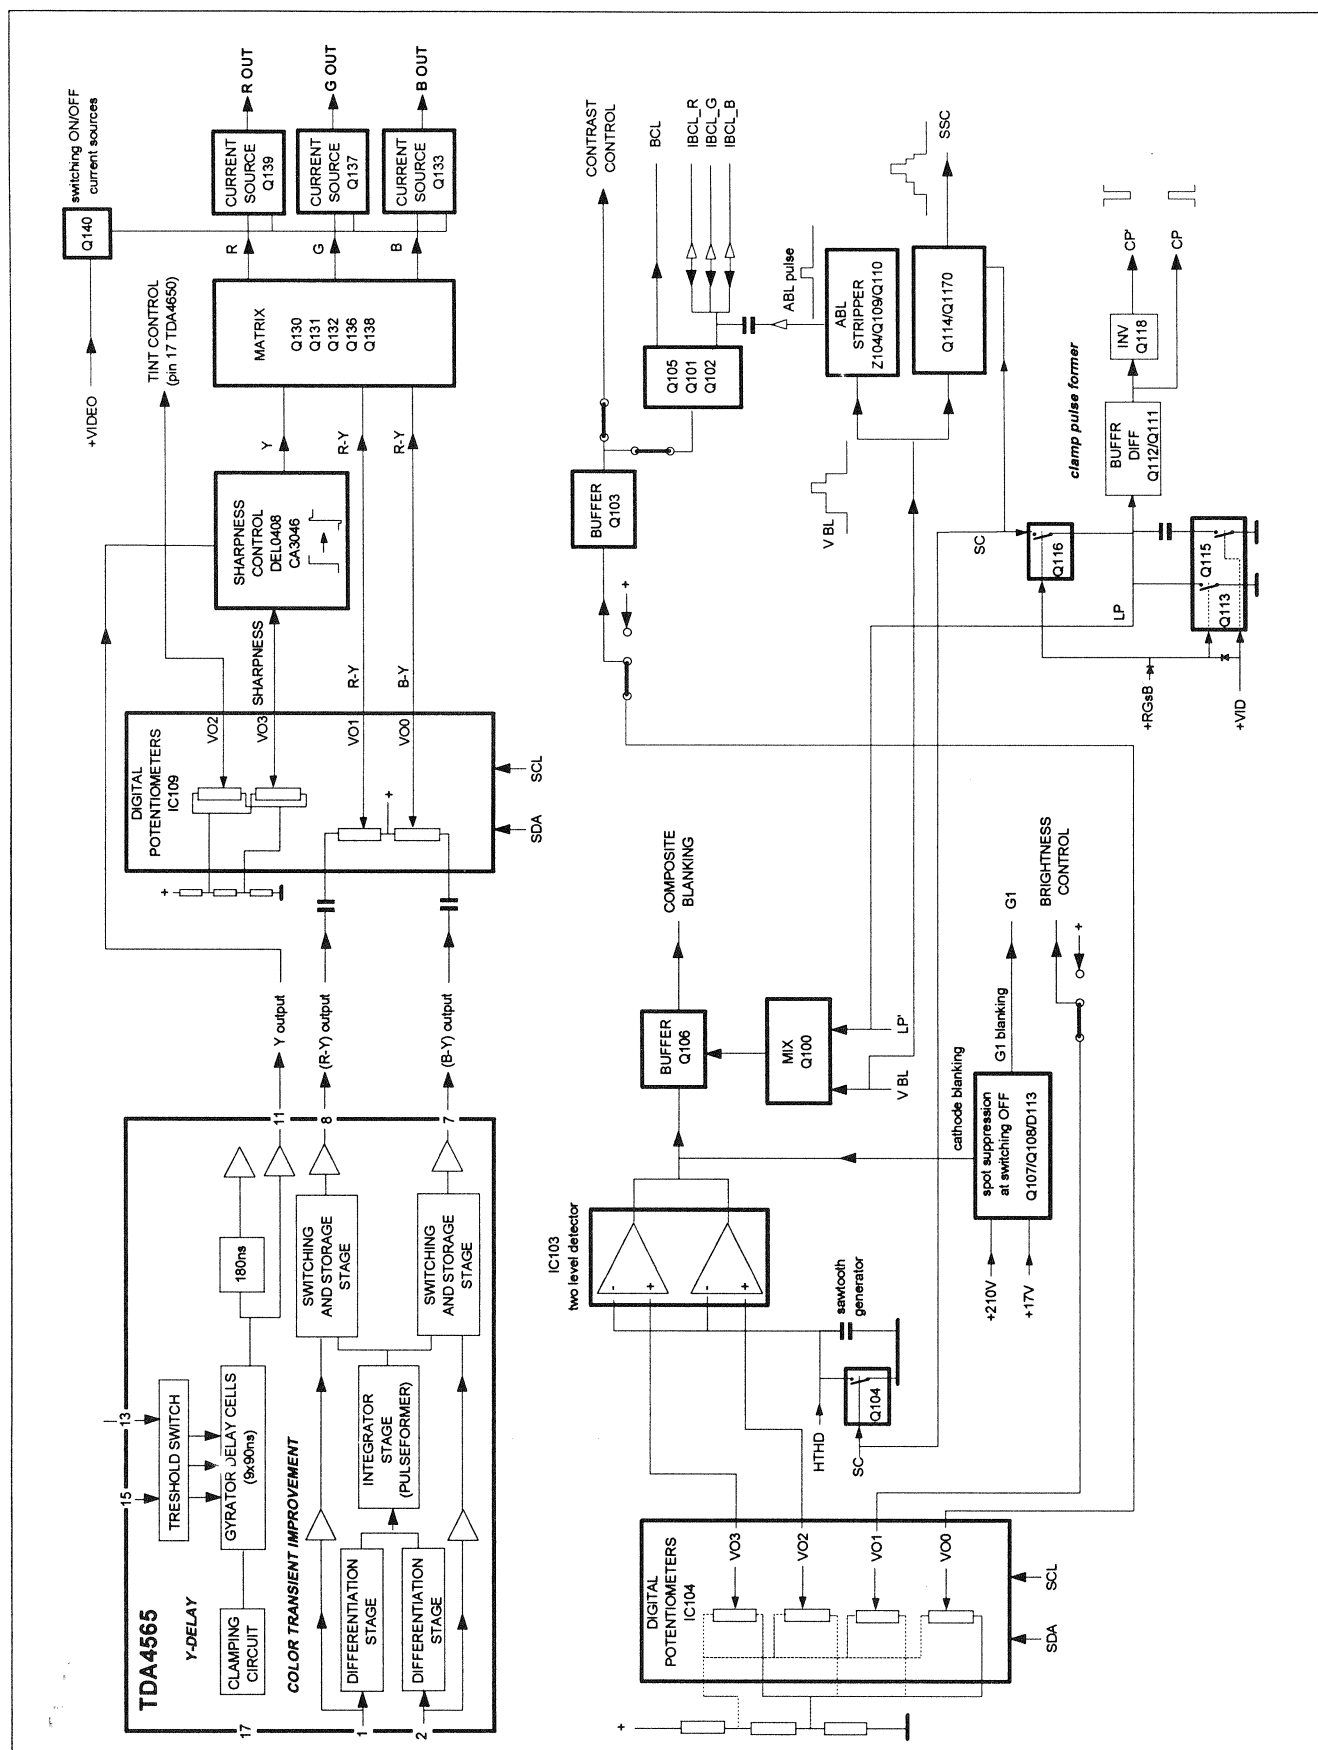 TDA4565
Y-DELAY
CLAMPING
CIRCUIT
17
15
13
TRESHOLD SWITCH
GYRATOR DELAY CELLS
(9x90ns)
180ns
11
Y output
COLOR TRANSIENT IMPROVEMENT
1
2
DIFFERENTIATION
STAGE
DIFFERENTIATION
STAGE
INTEGRATOR
STAGE
(PULSEFORMER)
SWITCHING
AND STORAGE
STAGE
SWITCHING
AND STORAGE
STAGE
8
(R-Y) output
7
(B-Y) output
+
DIGITAL
POTENTIOMETERS
IC109
VO2
VO3
VO1
VO0
+
SDA
SCL
SHARPNESS
R-Y
B-Y
SHARPNESS
CONTROL
DEL0408
CA3046
TINT CONTROL
(pin 17 TDA4650)
Y
R-Y
R-Y
MATRIX
Q130
Q131
Q132
Q136
Q138
+VIDEO
Q140
switching ON/OFF
current sources
R
G
B
CURRENT
SOURCE
Q139
CURRENT
SOURCE
Q137
CURRENT
SOURCE
Q133
R OUT
G OUT
B OUT
+
DIGITAL
POTENTIOMETERS
IC104
VO3
VO2
VO1
VO0
SDA
SCL
HTHD
SC
Q104
sawtooth
generator
IC103
two level detector
-
+
-
+
BUFFER
Q106
COMPOSITE
BLANKING
MIX
Q100
V BL
LP'
cathode blanking
+210V
+17V
spot suppression
at switching OFF
Q107/Q108/D113
G1 blanking
G1
BRIGHTNESS
CONTROL
+
+
BUFFER
Q103
CONTRAST
CONTROL
Q105
Q101
Q102
BCL
IBCL_R
IBCL_G
IBCL_B
ABL pulse
V BL
ABL
STRIPPER
Z104/Q109/Q110
Q114/Q1170
SSC
SC
Q116
LP
+RGsB
+VID
Q113
Q115
clamp pulse former
BUFFR
DIFF
Q112/Q111
INV
Q118
CP'
CP